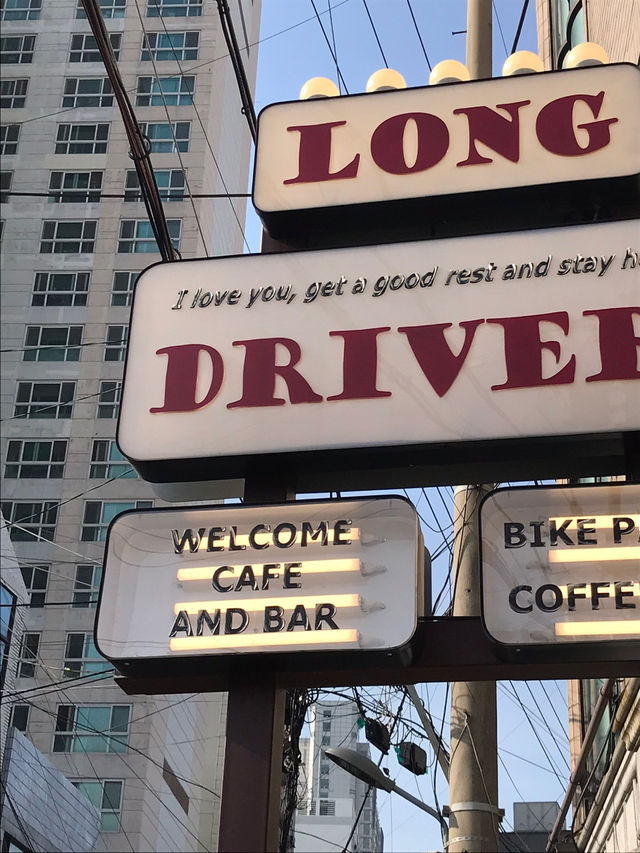 LONG
I love you, get a good rest and stay
DRIVE
WELCOME
CAFE
AND BAR
BIKE
COFFE